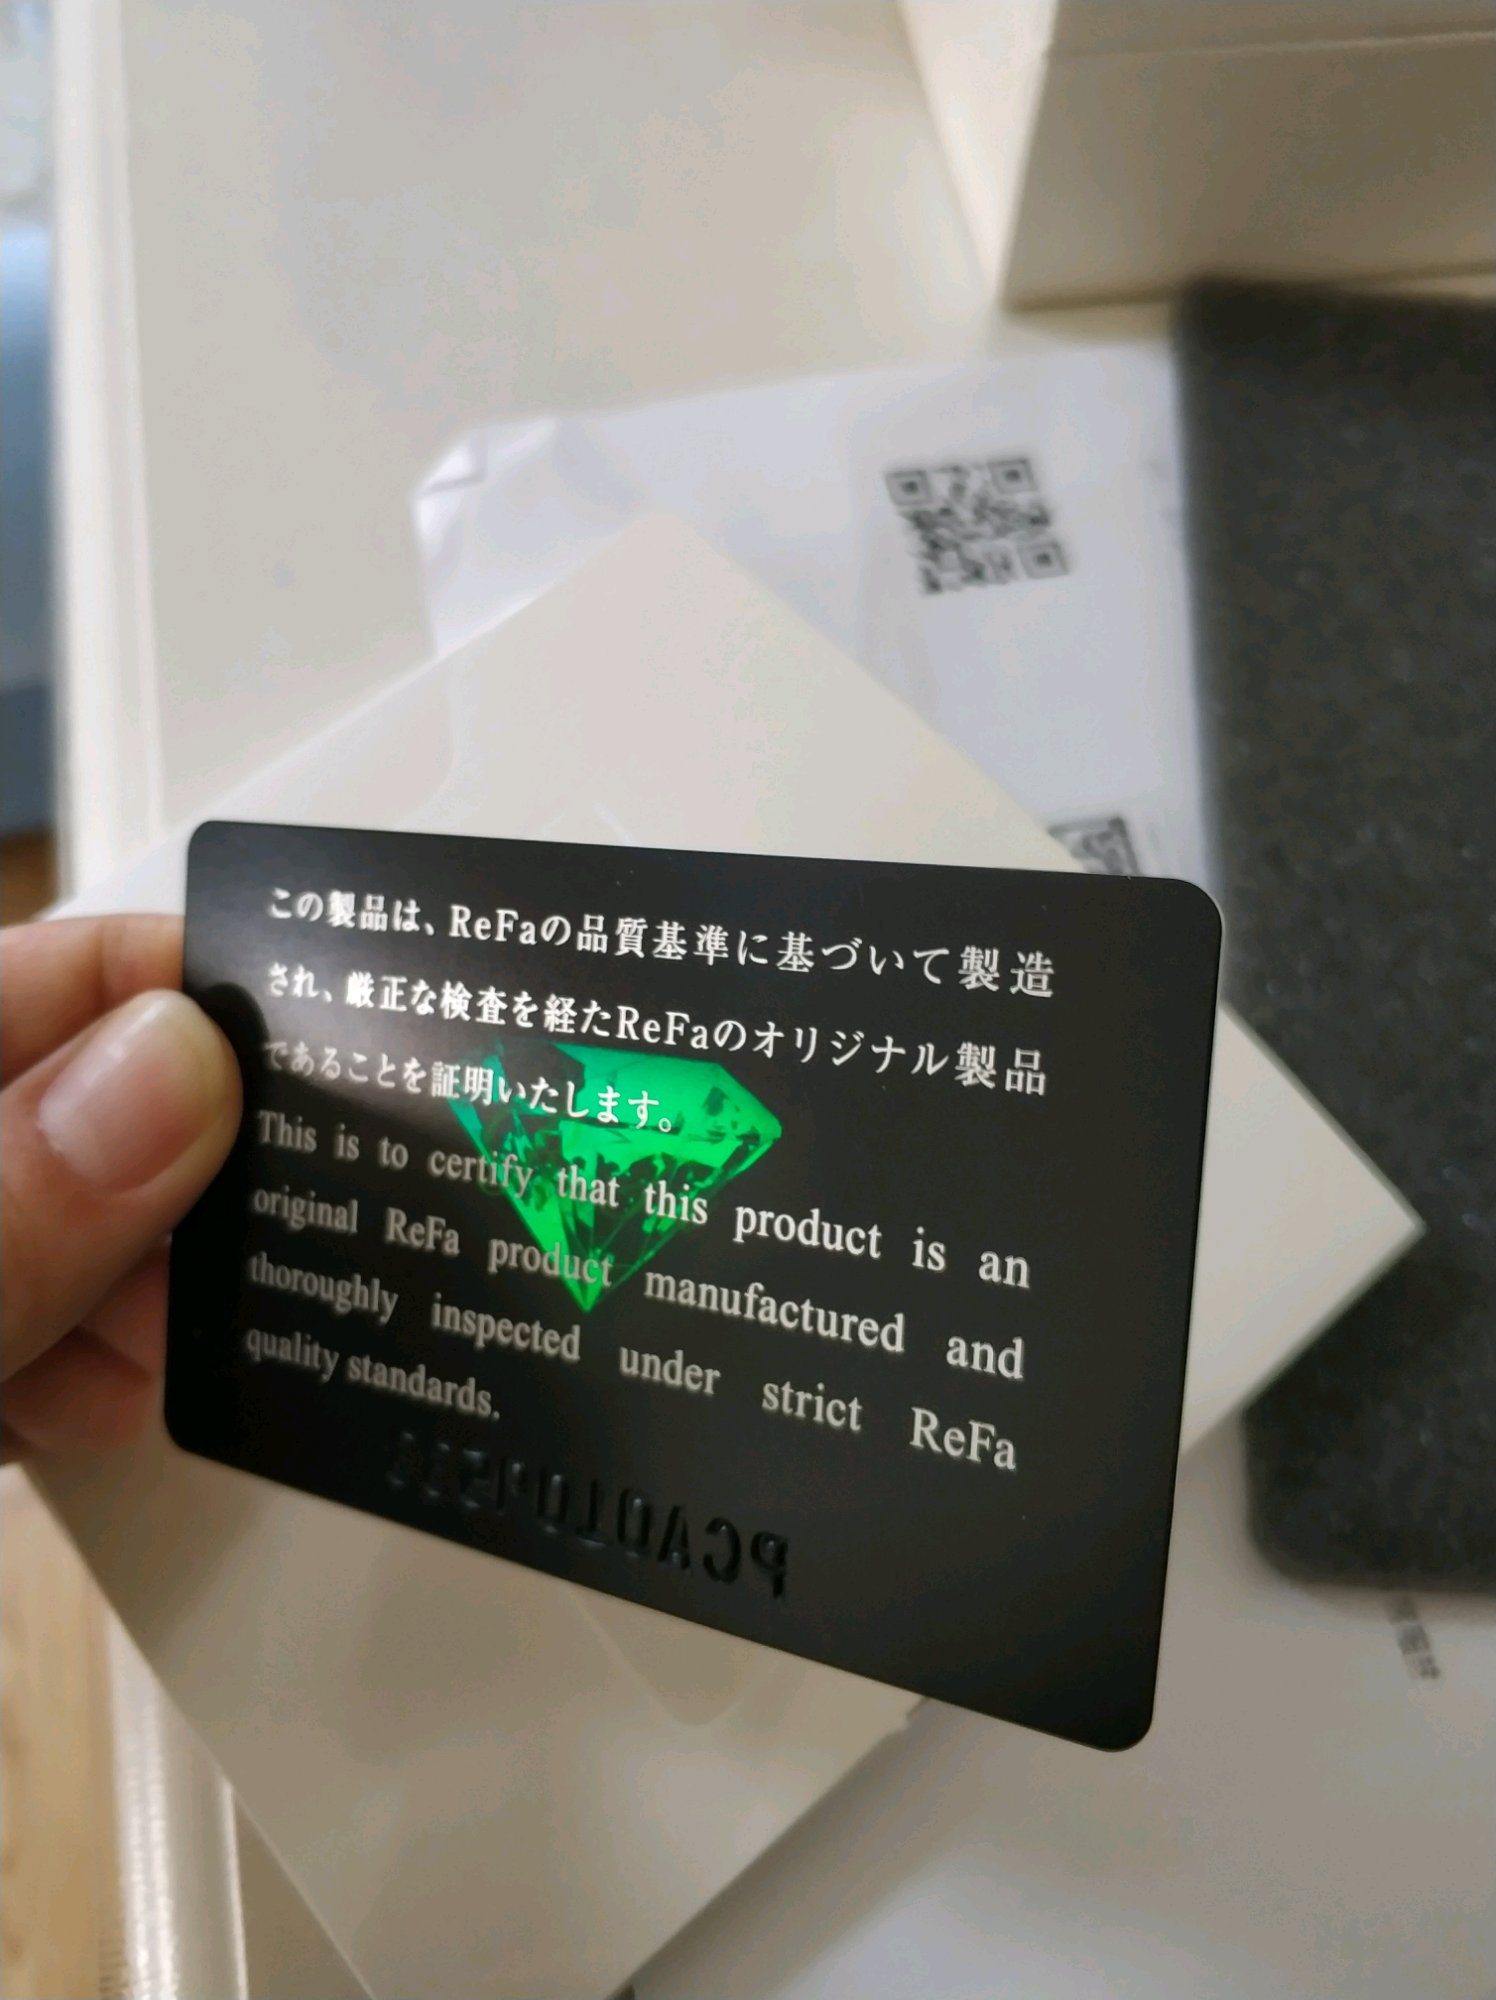 この製品は、ReFaの品質基準に基づいて製造
され、厳正な検査を経たReFaのオリジナル製品
であることを証明いたします。
This is to certify that this product is an
original ReFa product manufactured and
thoroughly inspected under strict ReFa
quality standards.